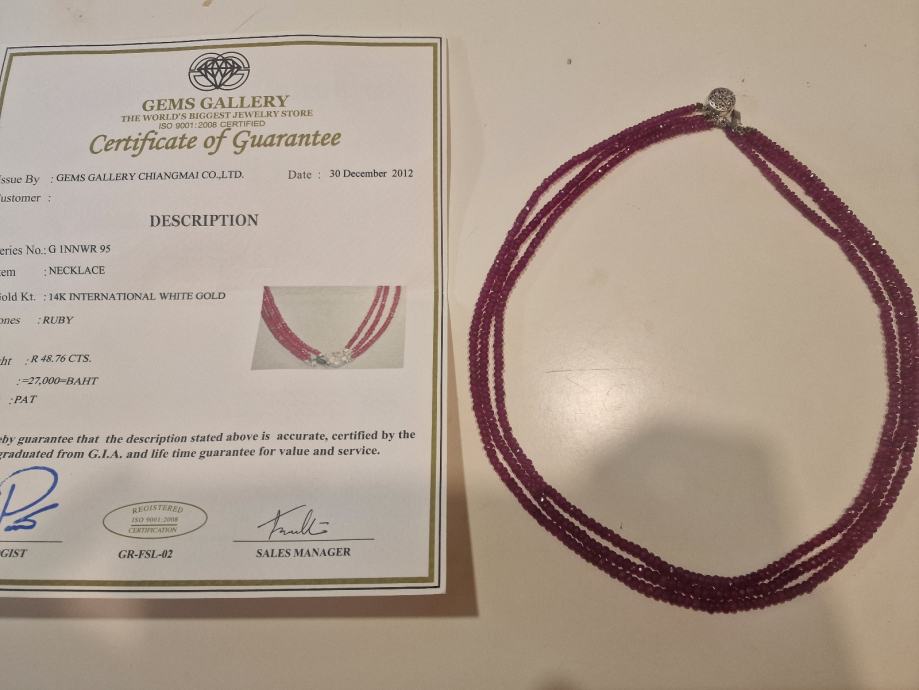 GEMS GALLERY
THE WORLD'S BIGGEST JEWELRY STORE
ISO 9001:2008 CERTIFIED
Certificate of Guarantee
Issue By : GEMS GALLERY CHIANGMAI CO.,LTD. Date : 30 December 2012
ustomer :
DESCRIPTION
eries No.: G 1NNWR 95
em : NECKLACE
old Kt. : 14K INTERNATIONAL WHITE GOLD
ones : RUBY
ht : R 48.76 CTS.
: =27,000=BAHT
: PAT
eby guarantee that the description stated above is accurate, certified by the
graduated from G.I.A. and life time guarantee for value and service.
REGISTERED
ISO 9001:2008
CERTIFICATION
GIST GR-FSL-02 SALES MANAGER